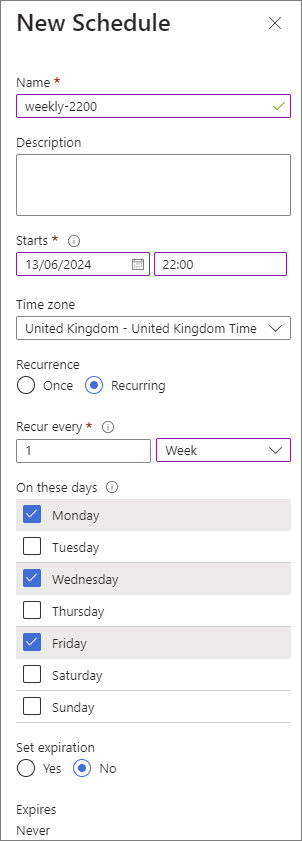 New Schedule
Name *
weekly-2200
Description
Starts *
13/06/2024 22:00
Time zone
United Kingdom - United Kingdom Time
Recurrence
Once Recurring
Recur every *
1 Week
On these days
Monday
Tuesday
Wednesday
Thursday
Friday
Saturday
Sunday
Set expiration
Yes No
Expires
Never